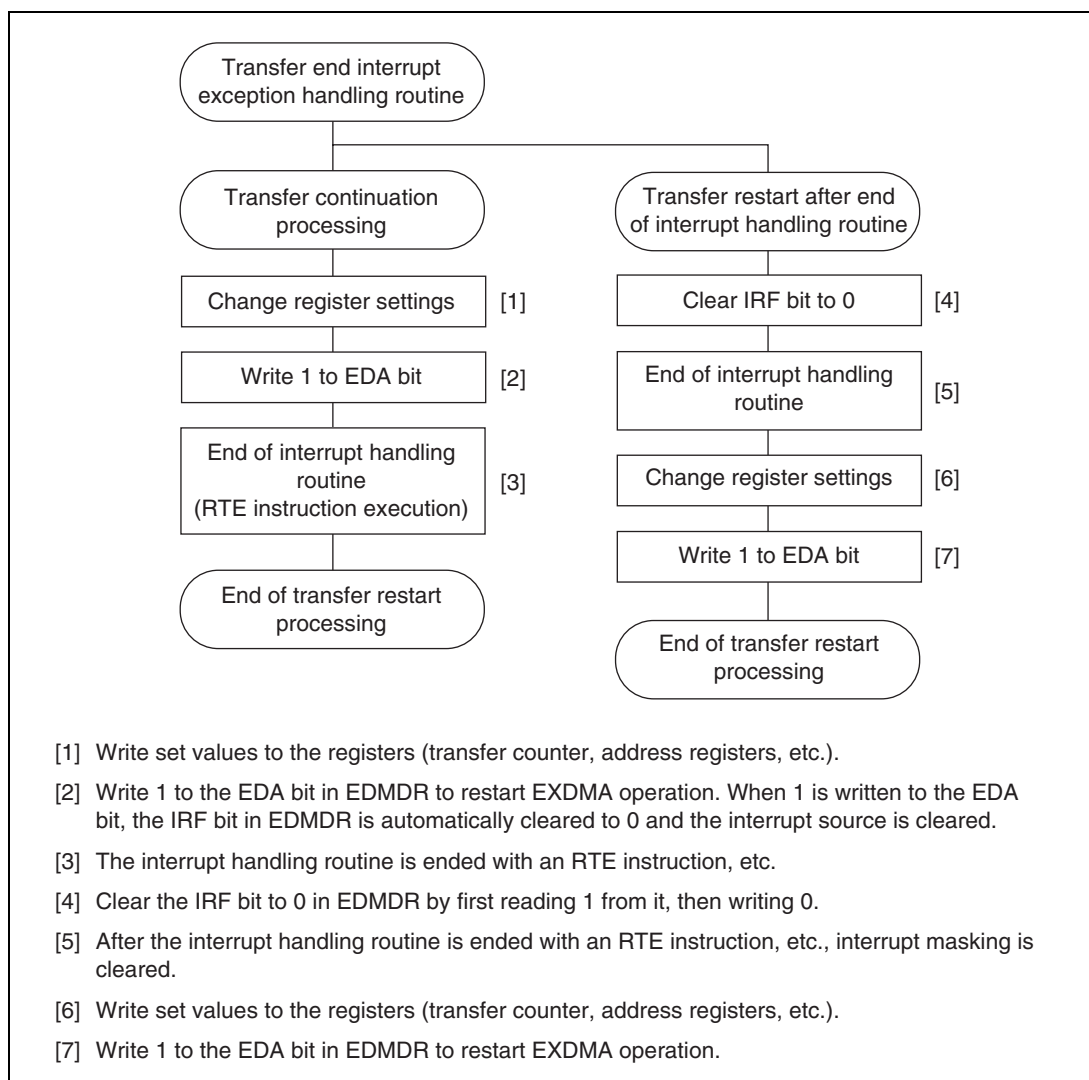 Transfer end interrupt
exception handling routine
Transfer continuation
processing
Change register settings [1]
Write 1 to EDA bit [2]
End of interrupt handling
routine
(RTE instruction execution) [3]
End of transfer restart
processing
Transfer restart after end
of interrupt handling routine
Clear IRF bit to 0 [4]
End of interrupt handling
routine [5]
Change register settings [6]
Write 1 to EDA bit [7]
End of transfer restart
processing
[1] Write set values to the registers (transfer counter, address registers, etc.).
[2] Write 1 to the EDA bit in EDMDR to restart EXDMA operation. When 1 is written to the EDA
bit, the IRF bit in EDMDR is automatically cleared to 0 and the interrupt source is cleared.
[3] The interrupt handling routine is ended with an RTE instruction, etc.
[4] Clear the IRF bit to 0 in EDMDR by first reading 1 from it, then writing 0.
[5] After the interrupt handling routine is ended with an RTE instruction, etc., interrupt masking is
cleared.
[6] Write set values to the registers (transfer counter, address registers, etc.).
[7] Write 1 to the EDA bit in EDMDR to restart EXDMA operation.